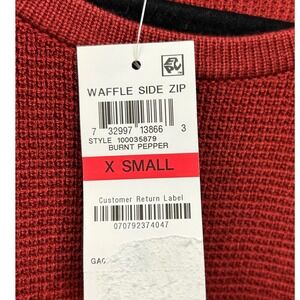 WAFFLE SIDE ZIP
7 32997 13866 3
STYLE 100035879
BURNT PEPPER
X SMALL
Customer Return Label
070792374047